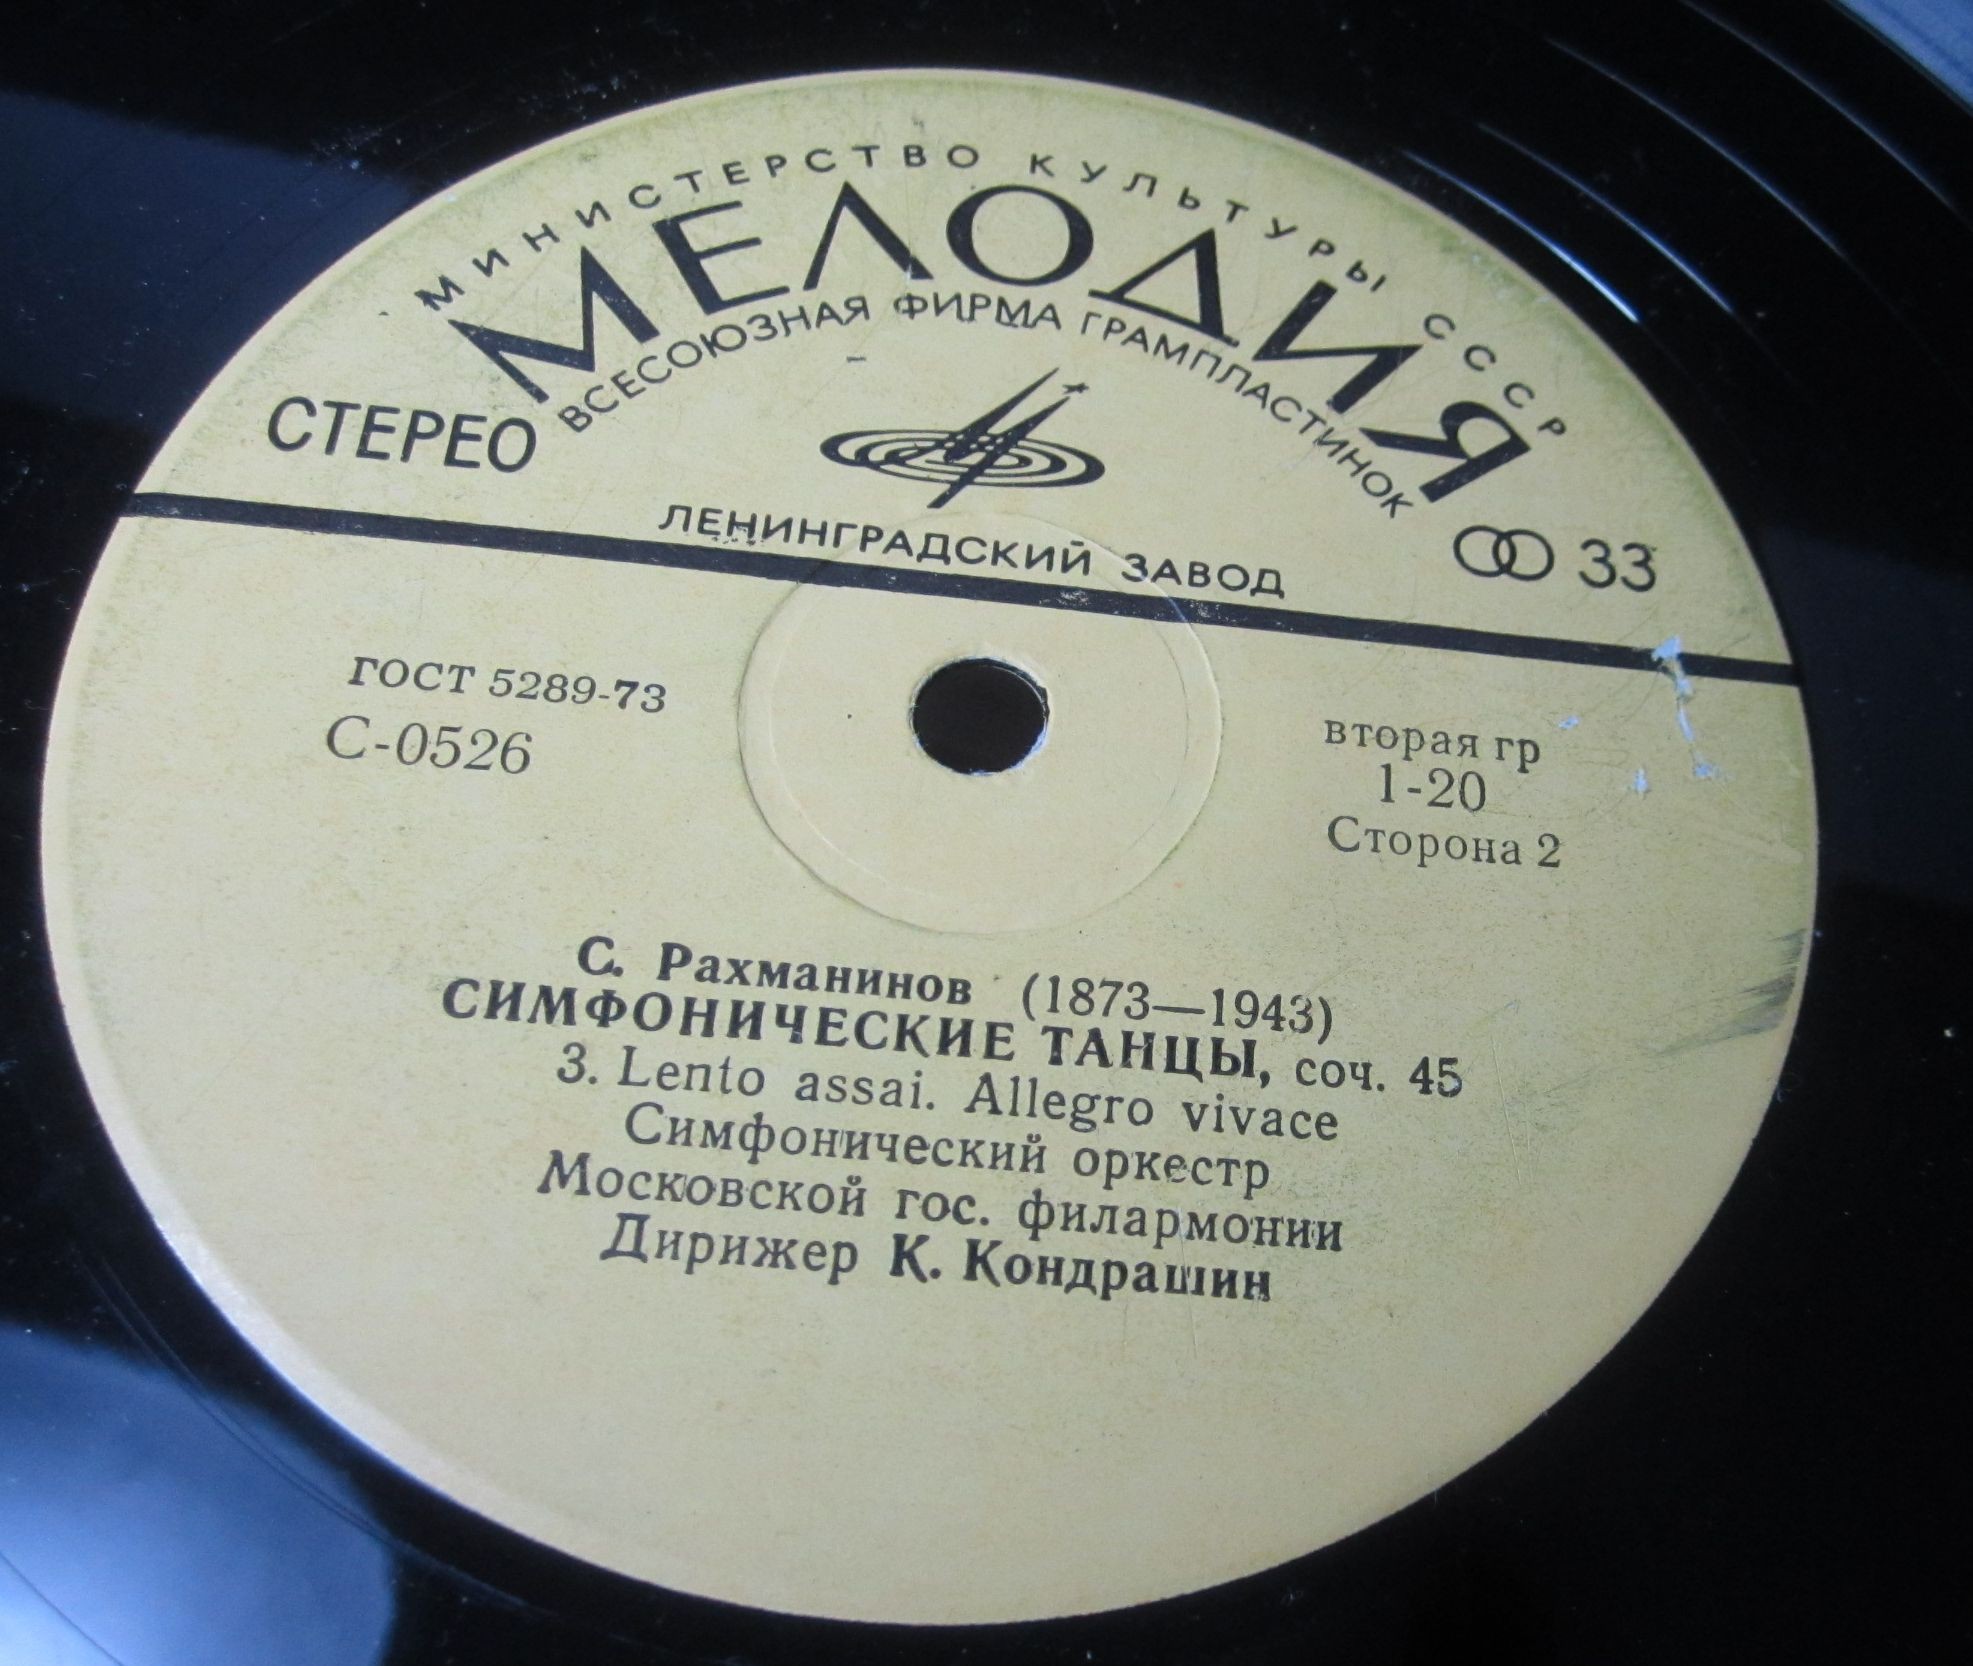 МИНИСТЕРСТВО КУЛЬТУРЫ СССР
МЕЛОДИЯ
ВСЕСОЮЗНАЯ ФИРМА ГРАМПЛАСТИНОК
СТЕРЕО
33
ЛЕНИНГРАДСКИЙ ЗАВОД
ГОСТ 5289-73
С-0526
вторая гр
1-20
Сторона 2
С. Рахманинов (1873—1943)
СИМФОНИЧЕСКИЕ ТАНЦЫ, соч. 45
3. Lento assai. Allegro vivace
Симфонический оркестр
Московской гос. филармонии
Дирижер К. Кондрашин